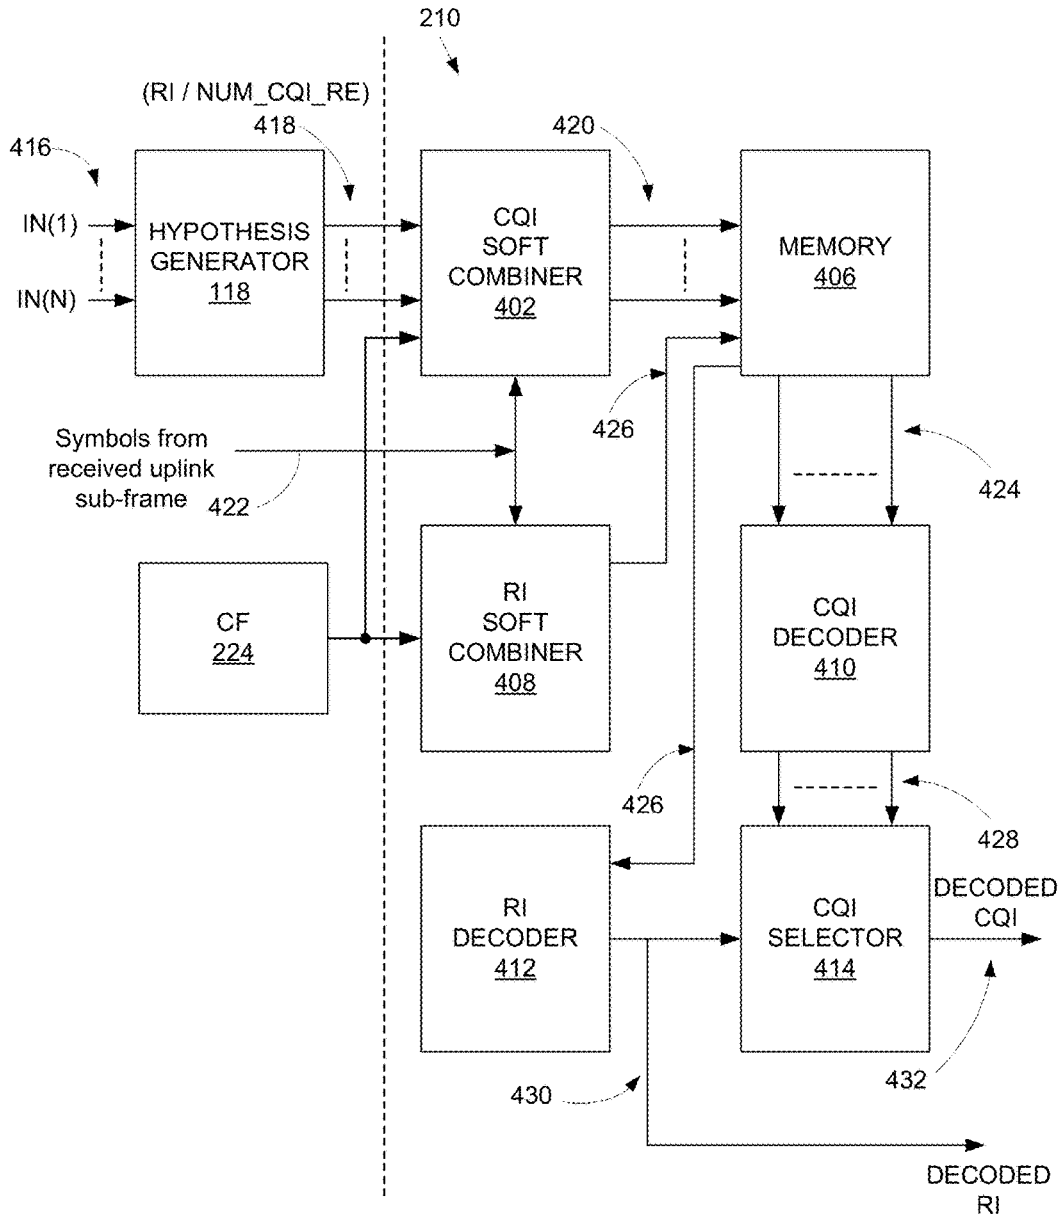 210
(RI / NUM_CQI_RE)
416
418
420
IN(1)
IN(N)
HYPOTHESIS
GENERATOR
118
CQI
SOFT
COMBINER
402
MEMORY
406
426
424
Symbols from
received uplink
sub-frame
422
CF
224
RI
SOFT
COMBINER
408
CQI
DECODER
410
426
428
RI
DECODER
412
CQI
SELECTOR
414
DECODED
CQI
430
432
DECODED
RI